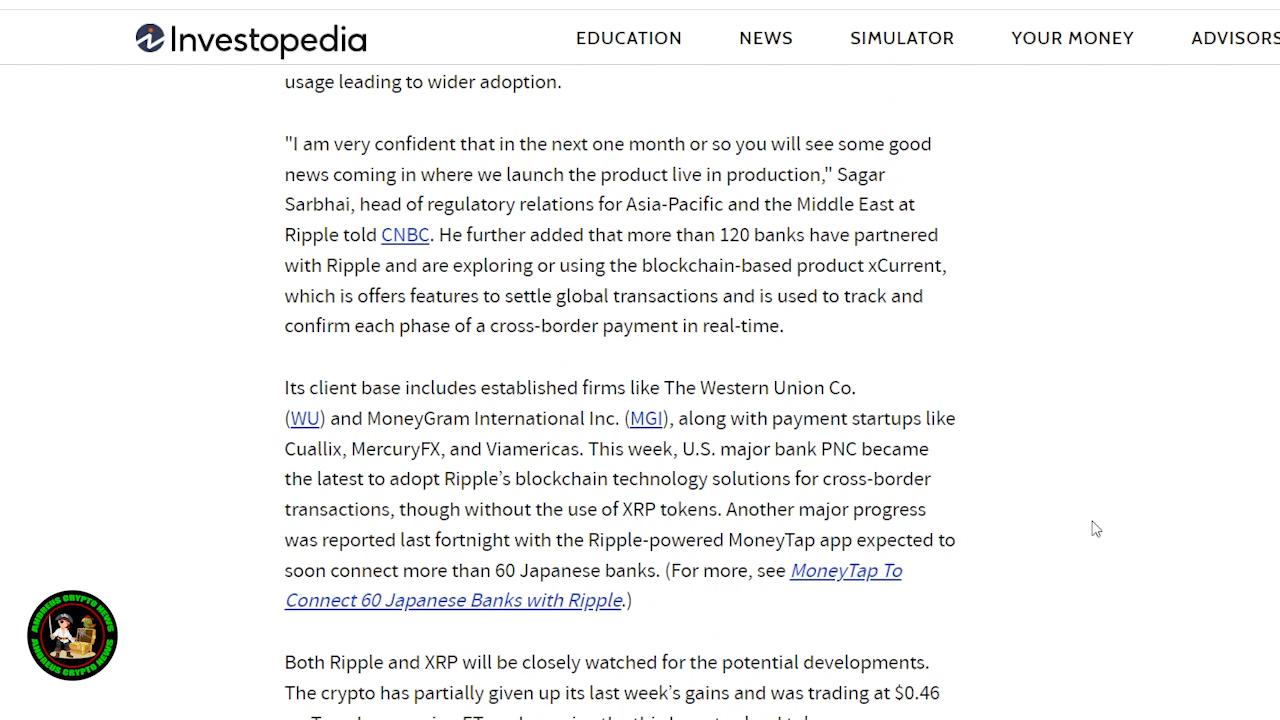 Investopedia
EDUCATION NEWS SIMULATOR YOUR MONEY ADVISORS
usage leading to wider adoption.
"I am very confident that in the next one month or so you will see some good
news coming in where we launch the product live in production," Sagar
Sarbhai, head of regulatory relations for Asia-Pacific and the Middle East at
Ripple told CNBC. He further added that more than 120 banks have partnered
with Ripple and are exploring or using the blockchain-based product xCurrent,
which is offers features to settle global transactions and is used to track and
confirm each phase of a cross-border payment in real-time.
Its client base includes established firms like The Western Union Co.
(WU) and MoneyGram International Inc. (MGI), along with payment startups like
Cuallix, MercuryFX, and Viamericas. This week, U.S. major bank PNC became
the latest to adopt Ripple’s blockchain technology solutions for cross-border
transactions, though without the use of XRP tokens. Another major progress
was reported last fortnight with the Ripple-powered MoneyTap app expected to
soon connect more than 60 Japanese banks. (For more, see MoneyTap To
Connect 60 Japanese Banks with Ripple.)
ANDREUS CRYPTO NEWS
ANDREUS CRYPTO NEWS
Both Ripple and XRP will be closely watched for the potential developments.
The crypto has partially given up its last week’s gains and was trading at $0.46